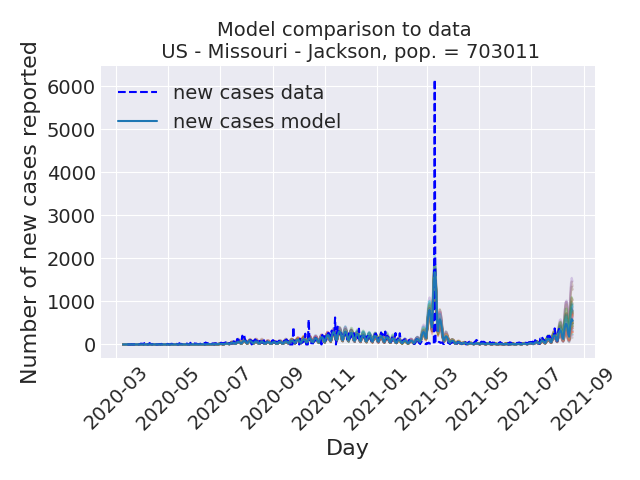 Model comparison to data
US - Missouri - Jackson, pop. = 703011
Number of new cases reported
6000
5000
4000
3000
2000
1000
0
new cases data
new cases model
2020-03
2020-05
2020-07
2020-09
2020-11
2021-01
2021-03
2021-05
2021-07
2021-09
Day